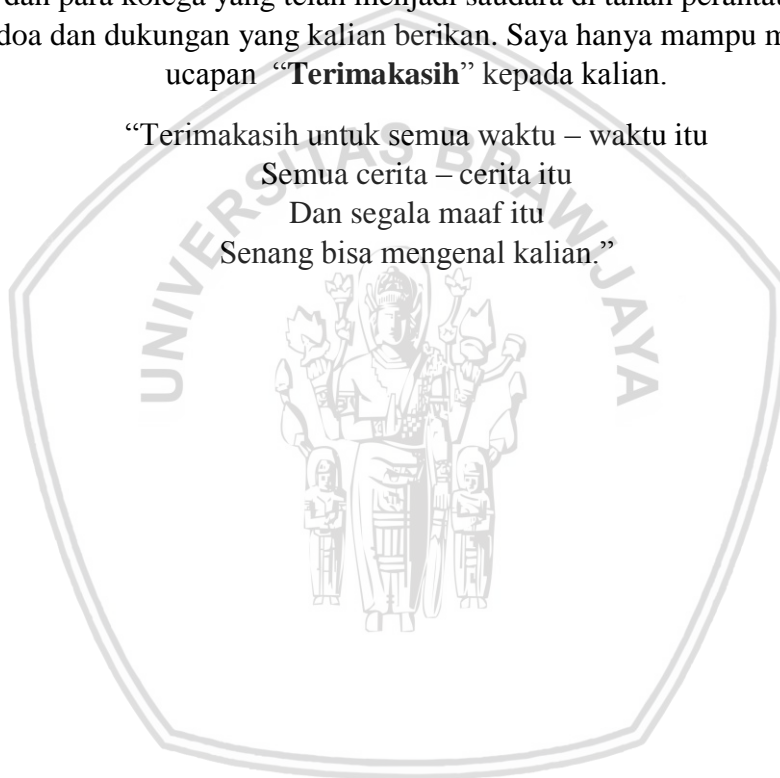 dan para kolega yang telah menjadi saudara di tanah
doa dan dukungan yang kalian berikan. Saya hanya mampu
ucapan “Terimakasih” kepada kalian.
“Terimakasih untuk semua waktu – waktu itu
Semua cerita – cerita itu
Dan segala maaf itu
Senang bisa mengenal kalian.”
UNIVERSITAS BRAWIJAYA